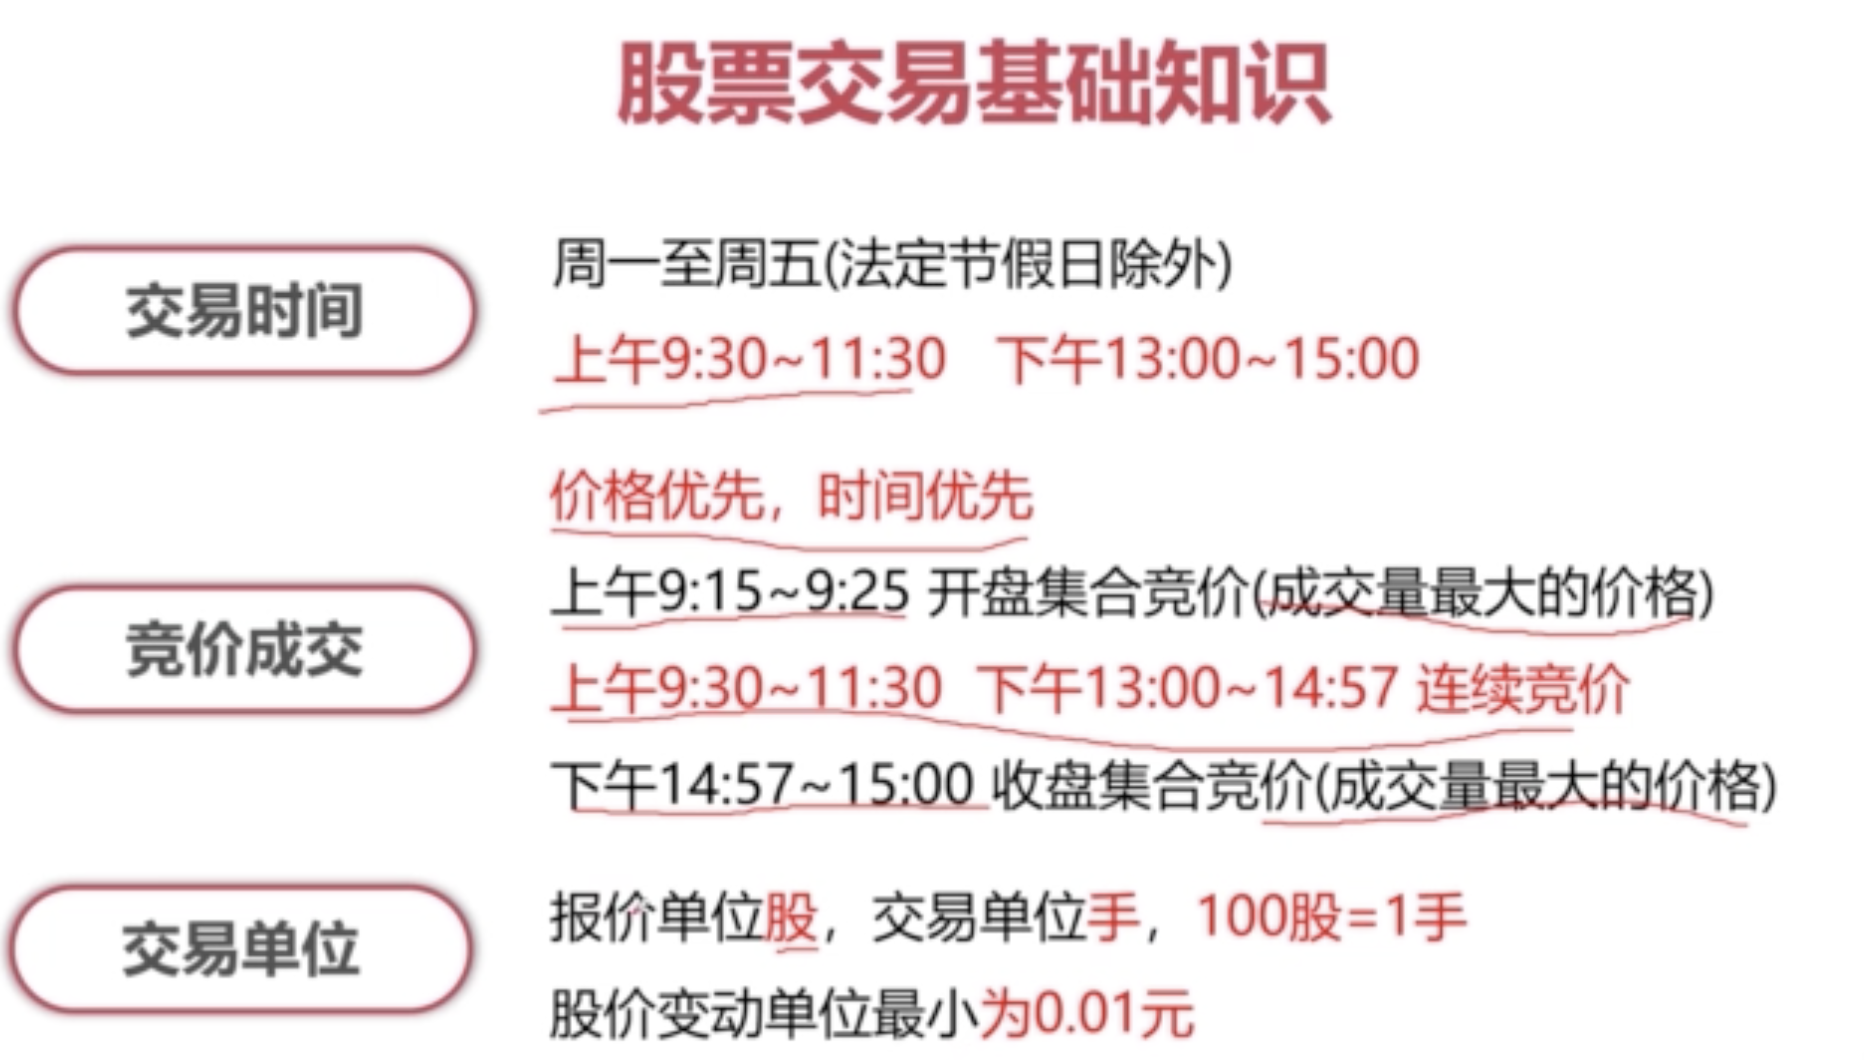 股票交易基础知识
交易时间
周一至周五(法定节假日除外)
上午9:30~11:30 下午13:00~15:00
竞价成交
价格优先，时间优先
上午9:15~9:25 开盘集合竞价(成交量最大的价格)
上午9:30~11:30 下午13:00~14:57 连续竞价
下午14:57~15:00 收盘集合竞价(成交量最大的价格)
交易单位
报价单位股，交易单位手，100股=1手
股价变动单位最小为0.01元